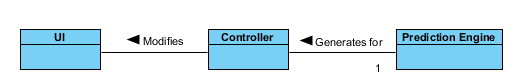 UI
Modifies
Controller
Generates for
1
Prediction Engine